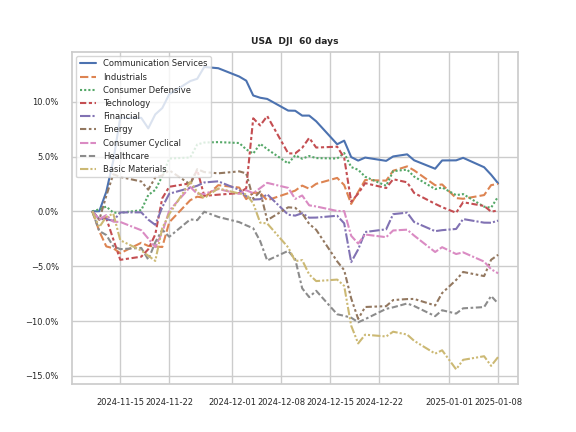 USA DJI 60 days
Communication Services
Industrials
Consumer Defensive
Technology
Financial
Energy
Consumer Cyclical
Healthcare
Basic Materials
10.0%
5.0%
0.0%
−5.0%
−10.0%
−15.0%
2024-11-15 2024-11-22 2024-12-01 2024-12-08 2024-12-15 2024-12-22 2025-01-01 2025-01-08